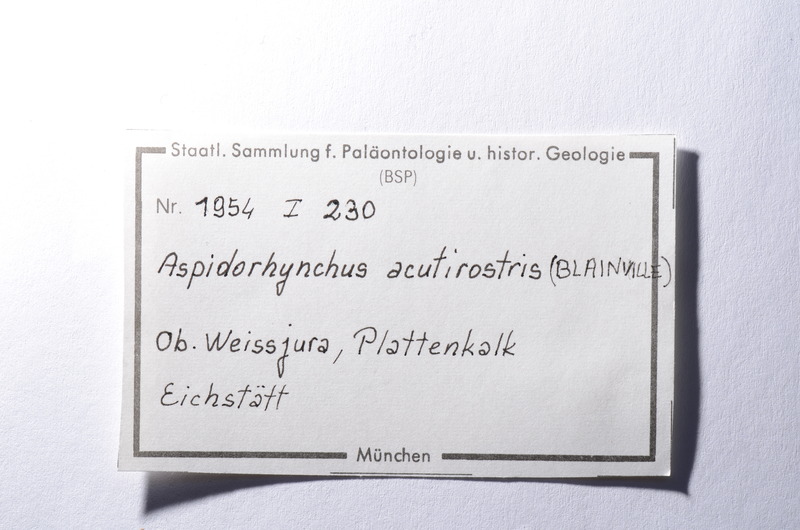 Staatl. Sammlung f. Paläontologie u. histor. Geologie
(BSP)
Nr. 1954 I 230
Aspidorhynchus acutirostris (BLAINVILLE)
Ob. Weissjura, Plattenkalk
Eichstätt
München